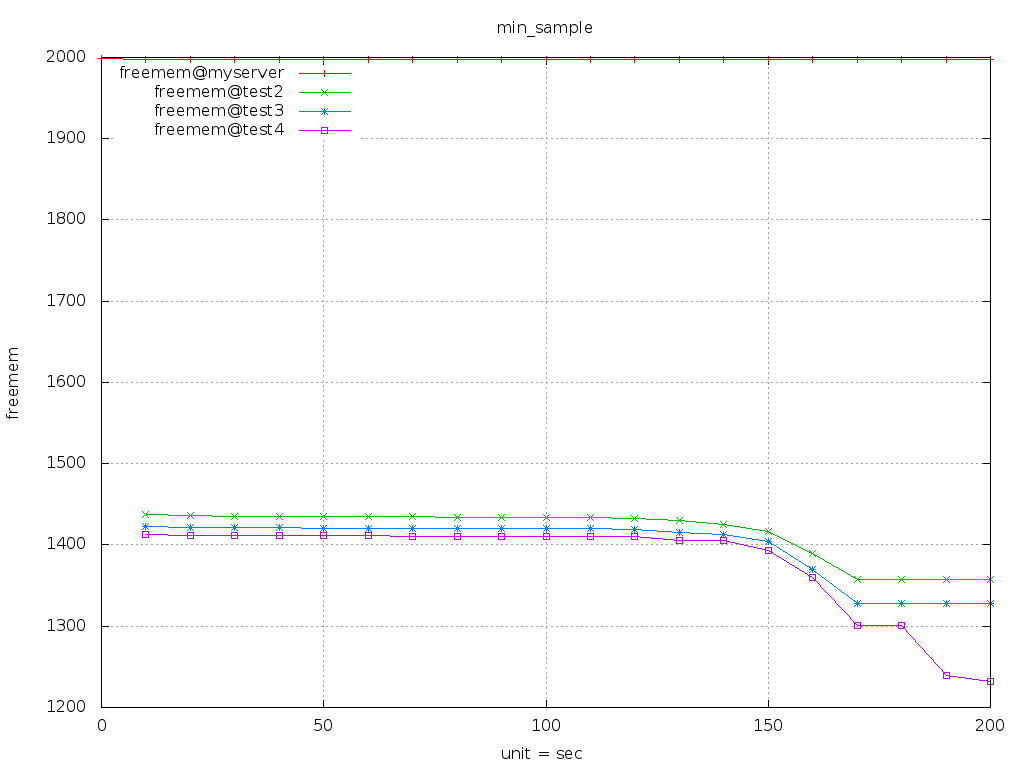 min_sample
2000
freemem@myserver
freemem@test2
freemem@test3
freemem@test4
1900
1800
1700
1600
1500
1400
1300
1200
freemem
0 50 100 150 200
unit = sec